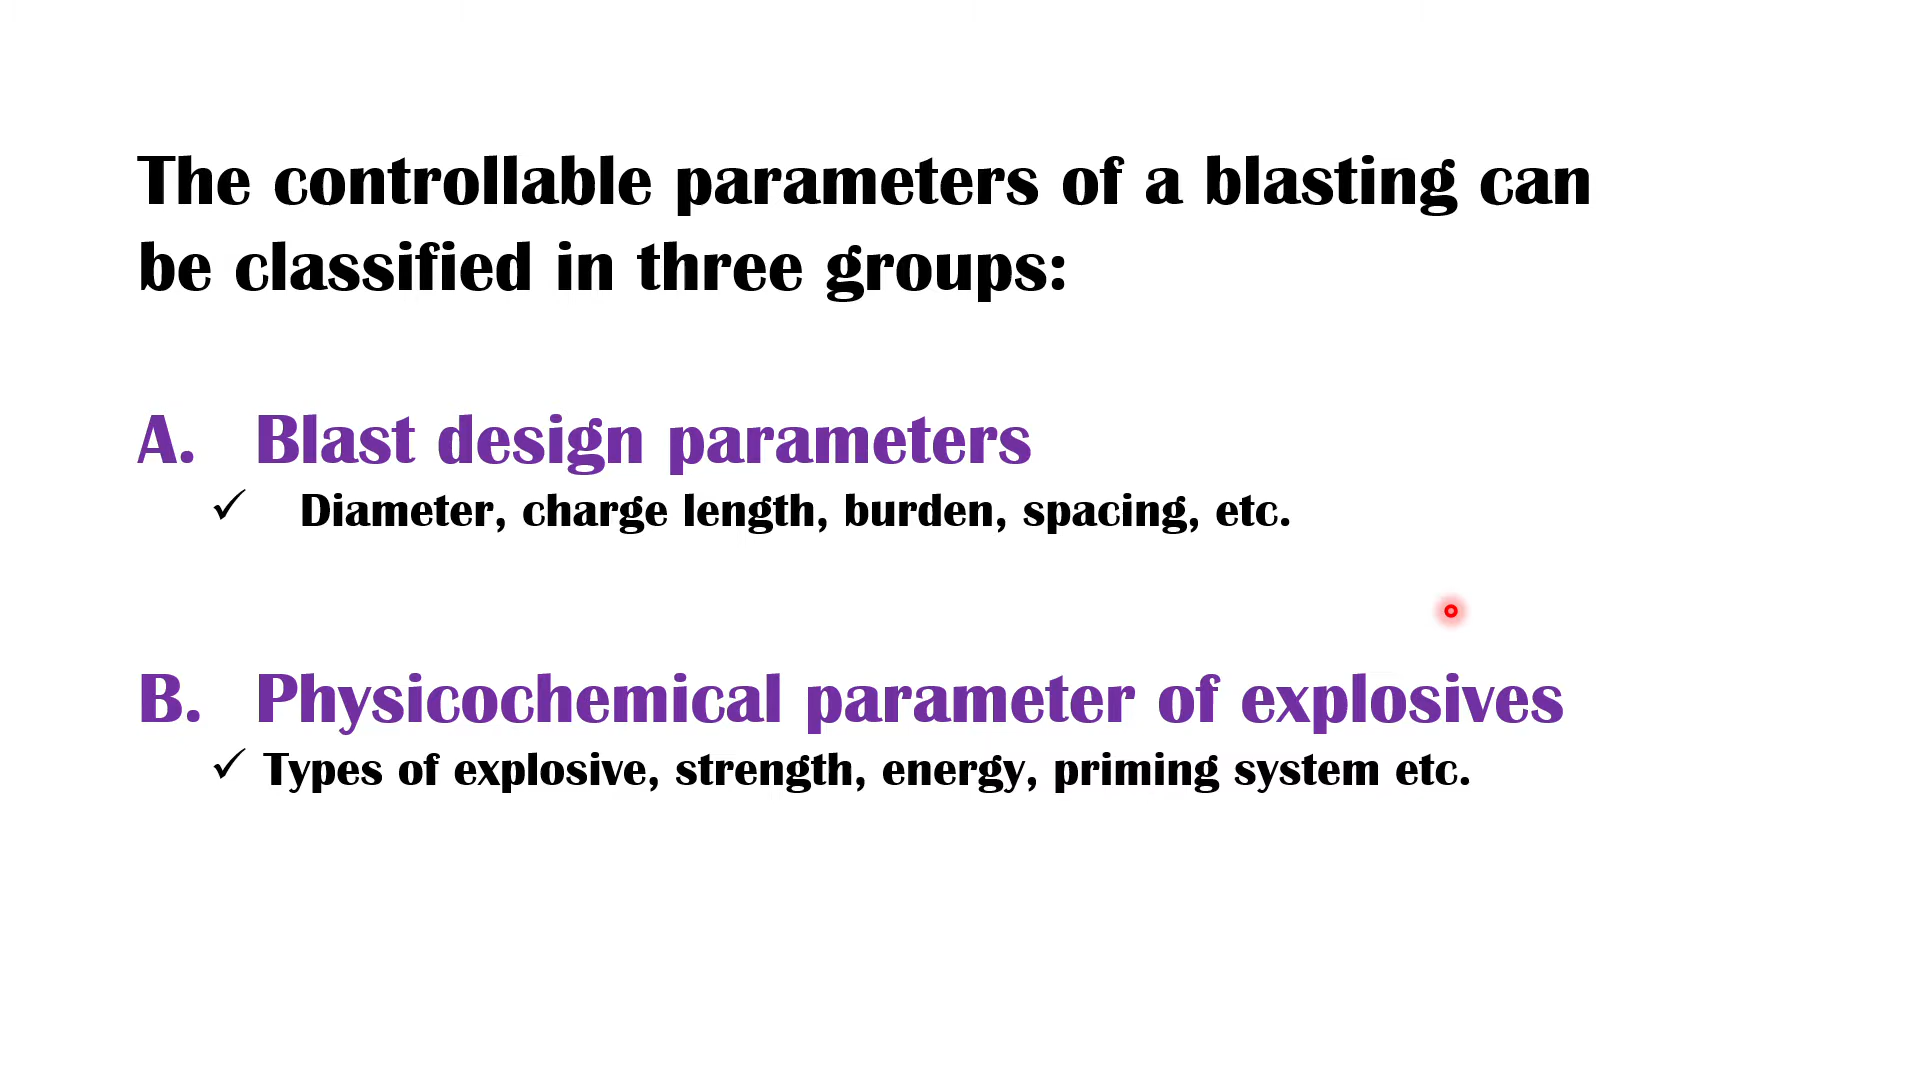 The controllable parameters of a blasting can
be classified in three groups:
A. Blast design parameters
✓ Diameter, charge length, burden, spacing, etc.
B. Physicochemical parameter of explosives
✓ Types of explosive, strength, energy, priming system etc.